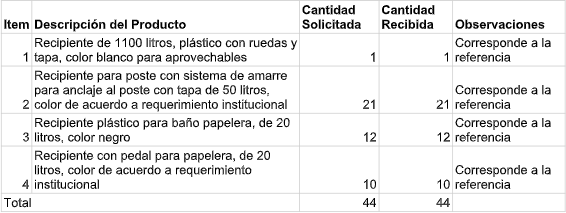 Item Descripción del Producto Cantidad Solicitada Cantidad Recibida Observaciones
1 Recipiente de 1100 litros, plástico con ruedas y tapa, color blanco para aprovechables 1 1 Corresponde a la referencia
2 Recipiente para poste con sistema de amarre para anclaje al poste con tapa de 50 litros, color de acuerdo a requerimiento institucional 21 21 Corresponde a la referencia
3 Recipiente plástico para baño papelera, de 20 litros, color negro 12 12 Corresponde a la referencia
4 Recipiente con pedal para papelera, de 20 litros, color de acuerdo a requerimiento institucional 10 10 Corresponde a la referencia
Total 44 44